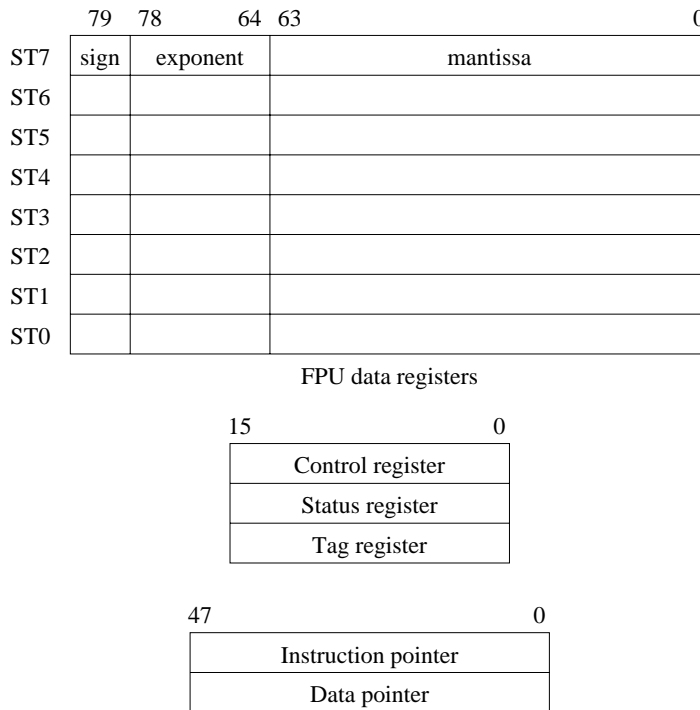 79 78 64 63 0
ST7 sign exponent mantissa
ST6
ST5
ST4
ST3
ST2
ST1
ST0
FPU data registers
15 0
Control register
Status register
Tag register
47 0
Instruction pointer
Data pointer